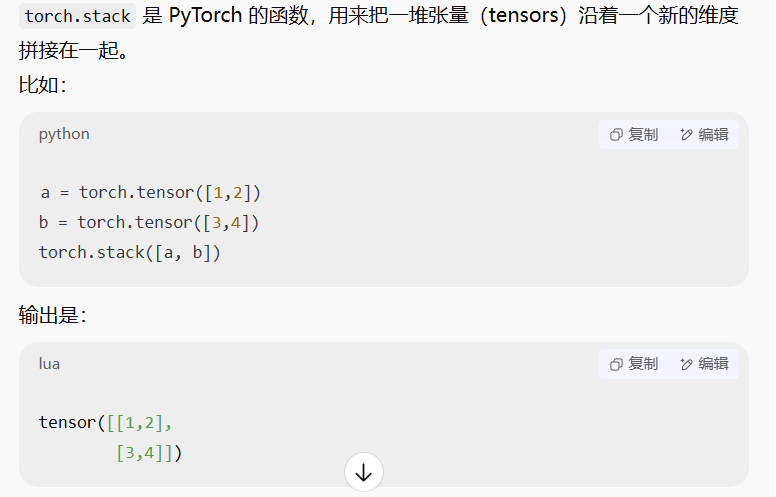 torch.stack 是 PyTorch 的函数，用来把一堆张量（tensors）沿着一个新的维度
拼接在一起。
比如：
python
复制 编辑
a = torch.tensor([1,2])
b = torch.tensor([3,4])
torch.stack([a, b])
输出是：
lua
复制 编辑
tensor([[1,2],
        [3,4]])